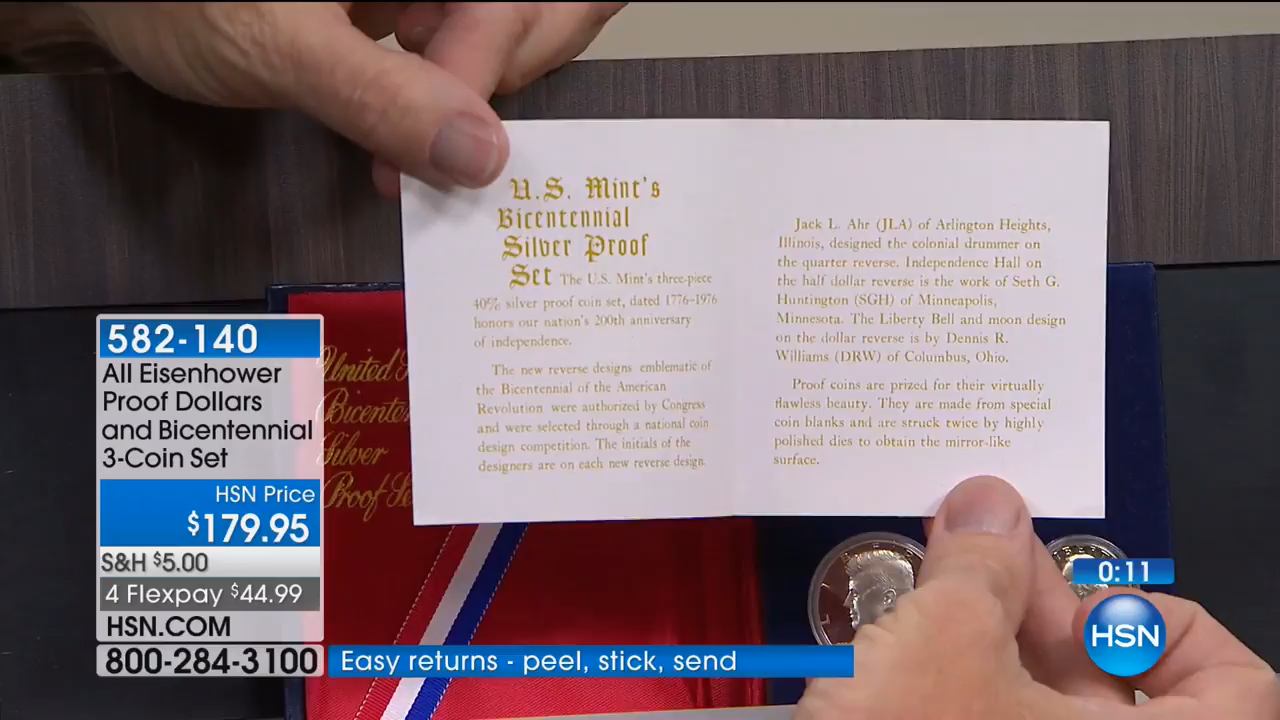 U.S. Mint's
Bicentennial
Silver Proof
Set The U.S. Mint's three-piece
40% silver proof coin set, dated 1776-1976
honors our nation's 200th anniversary
of independence.
The new reverse designs emblematic of
the Bicentennial of the American
Revolution were authorized by Congress
and were selected through a national coin
design competition. The initials of the
designers are on each new reverse design.
Jack L. Ahr (JLA) of Arlington Heights,
Illinois, designed the colonial drummer on
the quarter reverse. Independence Hall on
the half dollar reverse is the work of Seth G.
Huntington (SGH) of Minneapolis,
Minnesota. The Liberty Bell and moon design
on the dollar reverse is by Dennis R.
Williams (DRW) of Columbus, Ohio.
Proof coins are prized for their virtually
flawless beauty. They are made from special
coin blanks and are struck twice by highly
polished dies to obtain the mirror-like
surface.
United
Silver
Proof
582-140
All Eisenhower
Proof Dollars
and Bicentennial
3-Coin Set
HSN Price
$179.95
S&H $5.00
4 Flexpay $44.99
HSN.COM
800-284-3100
Easy returns - peel, stick, send
0:11
HSN